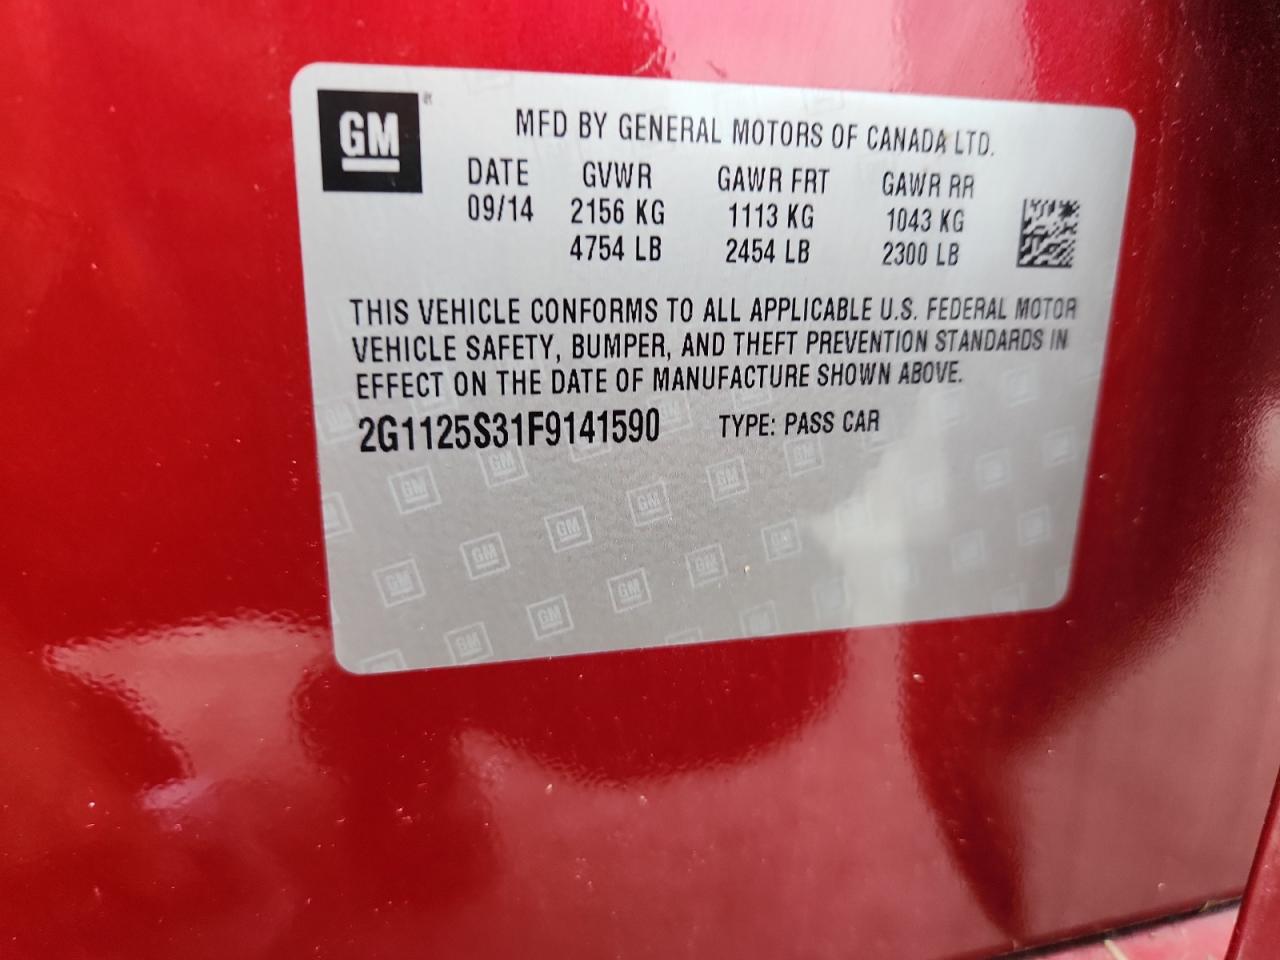 GM
MFD BY GENERAL MOTORS OF CANADA LTD.
DATE GVWR GAWR FRT GAWR RR
09/14 2156 KG 1113 KG 1043 KG
4754 LB 2454 LB 2300 LB
THIS VEHICLE CONFORMS TO ALL APPLICABLE U.S. FEDERAL MOTOR
VEHICLE SAFETY, BUMPER, AND THEFT PREVENTION STANDARDS IN
EFFECT ON THE DATE OF MANUFACTURE SHOWN ABOVE.
2G1125S31F9141590 TYPE: PASS CAR